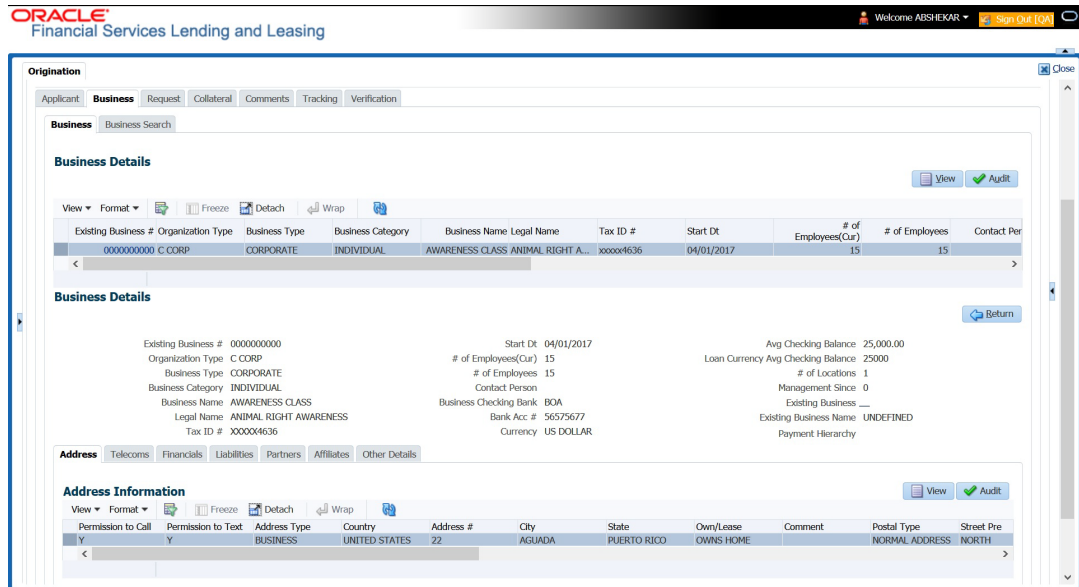 ORACLE®
Financial Services Lending and Leasing
Welcome ABSHEKAR
Sign Out [QA]
Origination
Close
Applicant Business Request Collateral Comments Tracking Verification
Business Business Search
Business Details
View Audit
View Format Freeze Detach Wrap
Existing Business # Organization Type Business Type Business Category Business Name Legal Name Tax ID # Start Dt # of Employees(Cur) # of Employees Contact Per
0000000000 C CORP CORPORATE INDIVIDUAL AWARENESS CLASS ANIMAL RIGHT A... xxxxx4636 04/01/2017 15 15
Business Details
Return
Existing Business # 0000000000 Start Dt 04/01/2017 Avg Checking Balance 25,000.00
Organization Type C CORP # of Employees(Cur) 15 Loan Currency Avg Checking Balance 25000
Business Type CORPORATE # of Employees 15 # of Locations 1
Business Category INDIVIDUAL Contact Person Management Since 0
Business Name AWARENESS CLASS Business Checking Bank BOA Existing Business __
Legal Name ANIMAL RIGHT AWARENESS Bank Acc # 56575677 Existing Business Name UNDEFINED
Tax ID # XXXXX4636 Currency US DOLLAR Payment Hierarchy
Address Telecoms Financials Liabilities Partners Affiliates Other Details
Address Information
View Audit
View Format Freeze Detach Wrap
Permission to Call Permission to Text Address Type Country Address # City State Own/Lease Comment Postal Type Street Pre
Y Y BUSINESS UNITED STATES 22 AGUADA PUERTO RICO OWNS HOME NORMAL ADDRESS NORTH